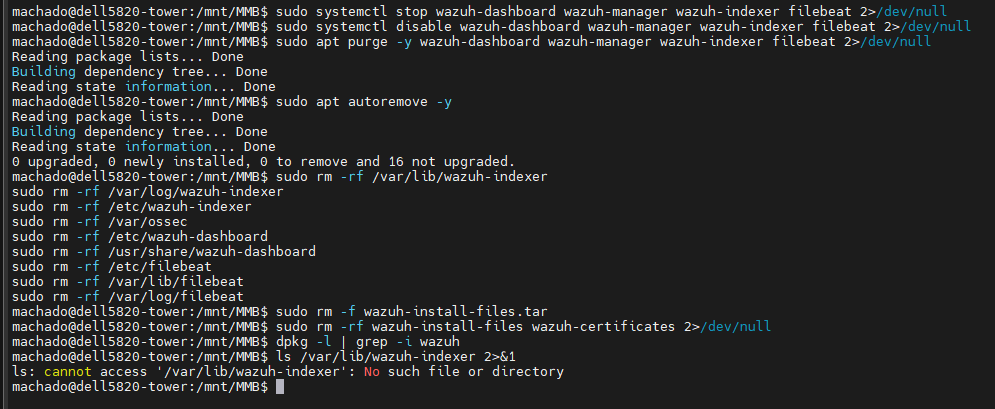 machado@dell5820-tower:/mnt/MMB$ sudo systemctl stop wazuh-dashboard wazuh-manager wazuh-indexer filebeat 2>/dev/null
machado@dell5820-tower:/mnt/MMB$ sudo systemctl disable wazuh-dashboard wazuh-manager wazuh-indexer filebeat 2>/dev/null
machado@dell5820-tower:/mnt/MMB$ sudo apt purge -y wazuh-dashboard wazuh-manager wazuh-indexer filebeat 2>/dev/null
Reading package lists... Done
Building dependency tree... Done
Reading state information... Done
machado@dell5820-tower:/mnt/MMB$ sudo apt autoremove -y
Reading package lists... Done
Building dependency tree... Done
Reading state information... Done
0 upgraded, 0 newly installed, 0 to remove and 16 not upgraded.
machado@dell5820-tower:/mnt/MMB$ sudo rm -rf /var/lib/wazuh-indexer
sudo rm -rf /var/log/wazuh-indexer
sudo rm -rf /etc/wazuh-indexer
sudo rm -rf /var/ossec
sudo rm -rf /etc/wazuh-dashboard
sudo rm -rf /usr/share/wazuh-dashboard
sudo rm -rf /etc/filebeat
sudo rm -rf /var/lib/filebeat
sudo rm -rf /var/log/filebeat
machado@dell5820-tower:/mnt/MMB$ sudo rm -f wazuh-install-files.tar
machado@dell5820-tower:/mnt/MMB$ sudo rm -rf wazuh-install-files wazuh-certificates 2>/dev/null
machado@dell5820-tower:/mnt/MMB$ dpkg -l | grep -i wazuh
machado@dell5820-tower:/mnt/MMB$ ls /var/lib/wazuh-indexer 2>&1
ls: cannot access '/var/lib/wazuh-indexer': No such file or directory
machado@dell5820-tower:/mnt/MMB$